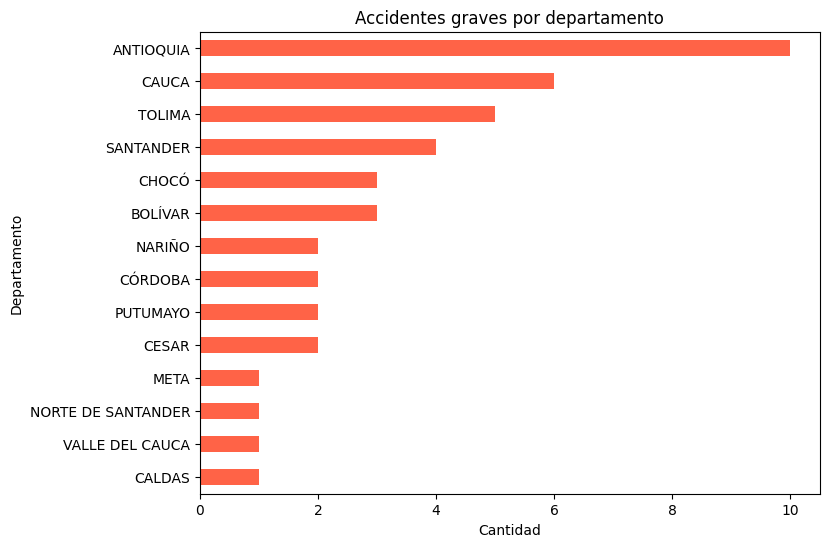 Accidentes graves por departamento
ANTIOQUIA
CAUCA
TOLIMA
SANTANDER
CHOCÓ
BOLÍVAR
NARIÑO
CÓRDOBA
PUTUMAYO
CESAR
META
NORTE DE SANTANDER
VALLE DEL CAUCA
CALDAS
Departamento
0 2 4 6 8 10
Cantidad